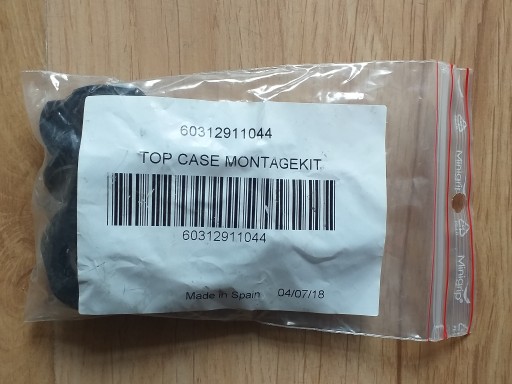 60312911044
TOP CASE MONTAGEKIT
60312911044
Made in Spain 04/07/18
Minigrip
Minigrip